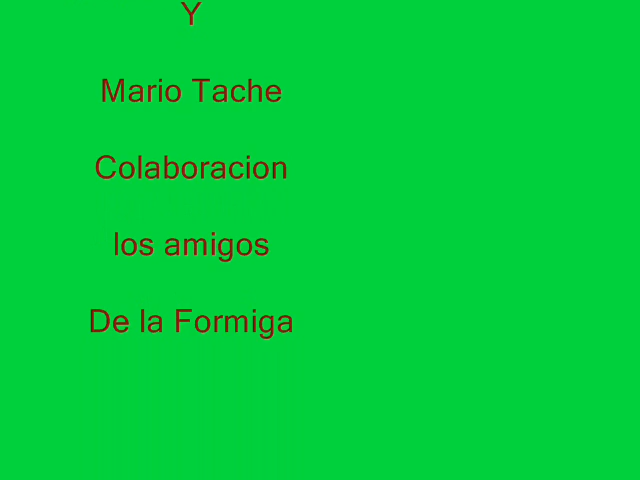 Y
Mario Tache
Colaboracion
los amigos
De la Formiga